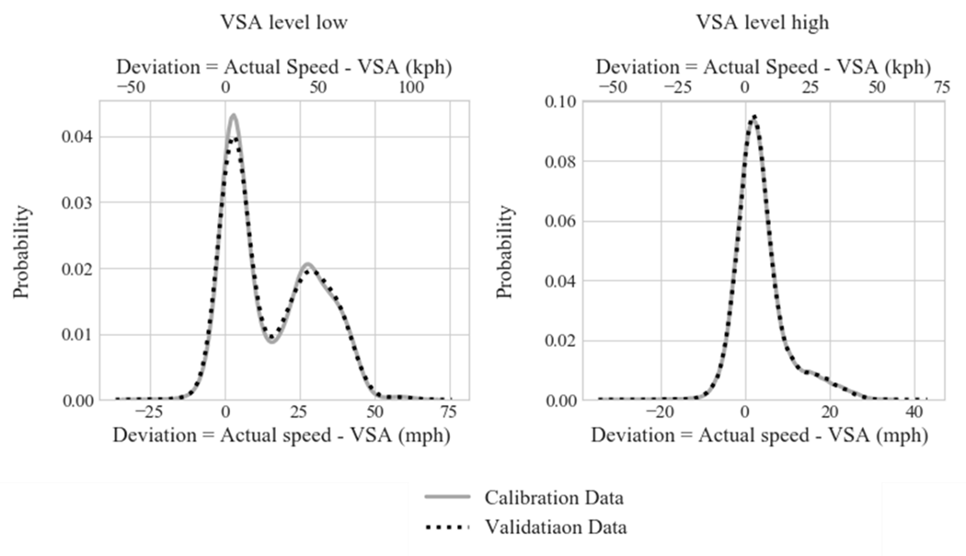 VSA level low
Deviation = Actual Speed - VSA (kph)
−50 0 50 100
0.04
0.03
0.02
0.01
0.00
Probability
−25 0 25 50 75
Deviation = Actual speed - VSA (mph)
VSA level high
Deviation = Actual Speed - VSA (kph)
−50 −25 0 25 50 75
0.10
0.08
0.06
0.04
0.02
0.00
Probability
−20 0 20 40
Deviation = Actual speed - VSA (mph)
Calibration Data
Validatiaon Data